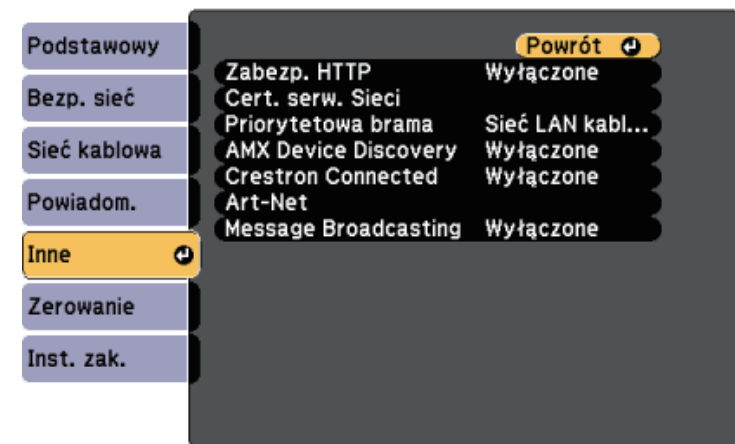 Podstawowy
Bezp. sieć
Sieć kablowa
Powiadom.
Inne
Zerowanie
Inst. zak.
Powrót
Zabezp. HTTP Wyłączone
Cert. serw. Sieci
Priorytetowa brama Sieć LAN kabl...
AMX Device Discovery Wyłączone
Crestron Connected Wyłączone
Art-Net
Message Broadcasting Wyłączone